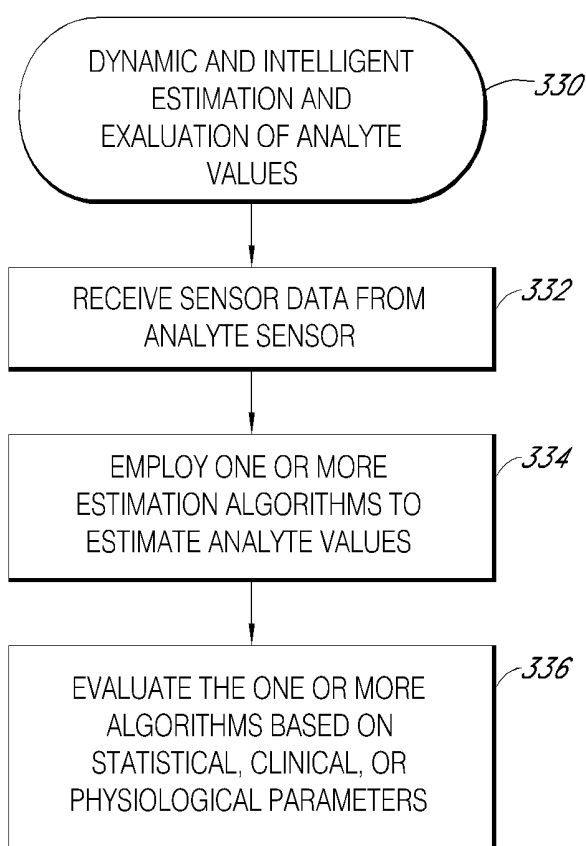 DYNAMIC AND INTELLIGENT
ESTIMATION AND
EXALUATION OF ANALYTE
VALUES
330
RECEIVE SENSOR DATA FROM
ANALYTE SENSOR
332
EMPLOY ONE OR MORE
ESTIMATION ALGORITHMS TO
ESTIMATE ANALYTE VALUES
334
EVALUATE THE ONE OR MORE
ALGORITHMS BASED ON
STATISTICAL, CLINICAL, OR
PHYSIOLOGICAL PARAMETERS
336